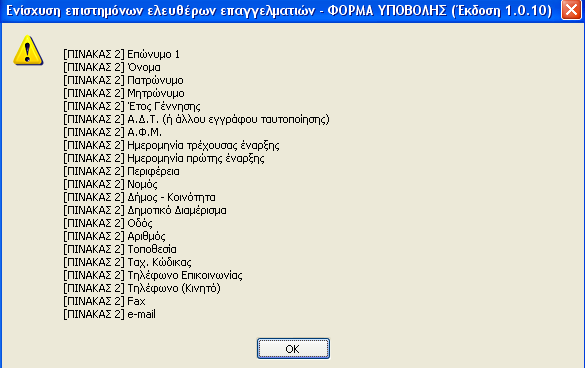 Ενίσχυση επιστημόνων ελευθέρων επαγγελματιών - ΦΟΡΜΑ ΥΠΟΒΟΛΗΣ (Έκδοση 1.0.10)
[ΠΙΝΑΚΑΣ 2] Επώνυμο 1
[ΠΙΝΑΚΑΣ 2] Όνομα
[ΠΙΝΑΚΑΣ 2] Πατρώνυμο
[ΠΙΝΑΚΑΣ 2] Μητρώνυμο
[ΠΙΝΑΚΑΣ 2] Έτος Γέννησης
[ΠΙΝΑΚΑΣ 2] Α.Δ.Τ. (ή άλλου εγγράφου ταυτοποίησης)
[ΠΙΝΑΚΑΣ 2] Α.Φ.Μ.
[ΠΙΝΑΚΑΣ 2] Ημερομηνία τρέχουσας έναρξης
[ΠΙΝΑΚΑΣ 2] Ημερομηνία πρώτης έναρξης
[ΠΙΝΑΚΑΣ 2] Περιφέρεια
[ΠΙΝΑΚΑΣ 2] Νομός
[ΠΙΝΑΚΑΣ 2] Δήμος - Κοινότητα
[ΠΙΝΑΚΑΣ 2] Δημοτικό Διαμέρισμα
[ΠΙΝΑΚΑΣ 2] Οδός
[ΠΙΝΑΚΑΣ 2] Αριθμός
[ΠΙΝΑΚΑΣ 2] Τοποθεσία
[ΠΙΝΑΚΑΣ 2] Ταχ. Κώδικας
[ΠΙΝΑΚΑΣ 2] Τηλέφωνο Επικοινωνίας
[ΠΙΝΑΚΑΣ 2] Τηλέφωνο (Κινητό)
[ΠΙΝΑΚΑΣ 2] Fax
[ΠΙΝΑΚΑΣ 2] e-mail
OK